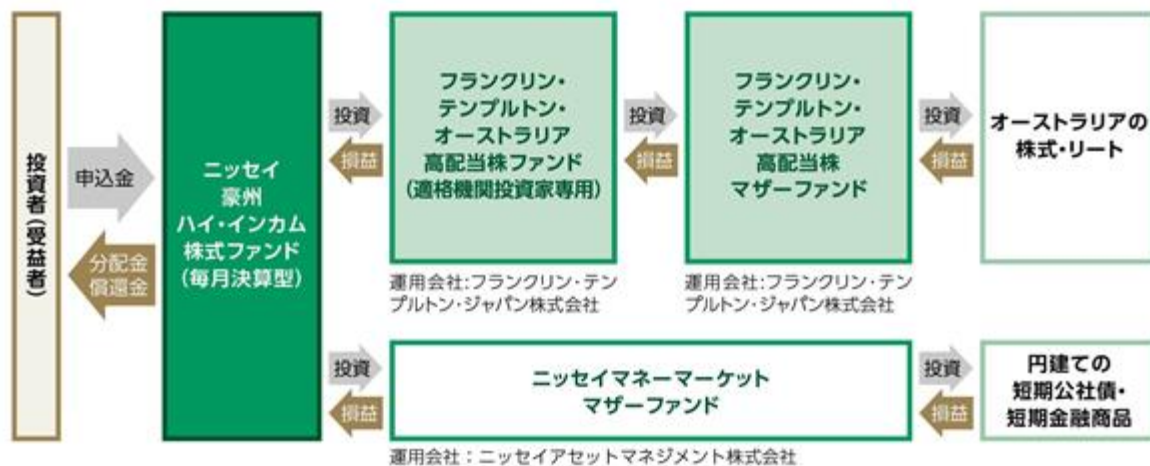 投資者(受益者)
申込金
分配金
償還金
ニッセイ
豪州
ハイ・インカム
株式ファンド
(毎月決算型)
投資
損益
フランクリン・
テンプルトン・
オーストラリア
高配当株ファンド
(適格機関投資家専用)
運用会社:フランクリン・テン
プルトン・ジャパン株式会社
投資
損益
フランクリン・
テンプルトン・
オーストラリア
高配当株
マザーファンド
運用会社:フランクリン・テン
プルトン・ジャパン株式会社
投資
損益
オーストラリアの
株式・リート
投資
損益
ニッセイマネーマーケット
マザーファンド
運用会社：ニッセイアセットマネジメント株式会社
投資
損益
円建ての
短期公社債・
短期金融商品